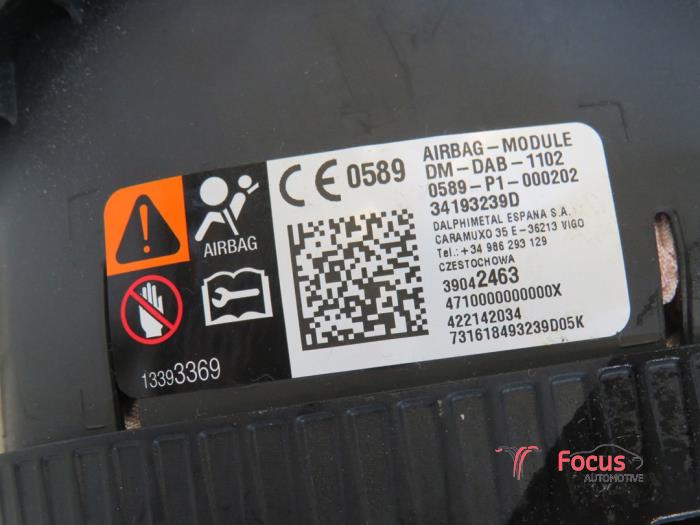 AIRBAG
13393369
CE 0589
AIRBAG-MODULE
DM-DAB-1102
0589-P1-000202
34193239D
DALPHIMETAL ESPANA S.A.
CARAMUXO 35 E-36213 VIGO
Tel.:+34 986 293 129
CZESTOCHOWA
39042463
4710000000000X
422142034
731618493239D05K
Focus
AUTOMOTIVE